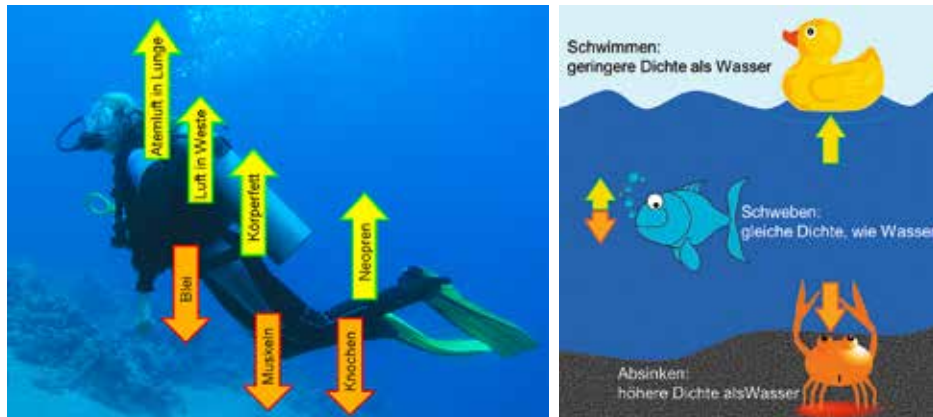 Atemluft in Lunge
Luft in Weste
Körperfett
Neopren
Blei
Muskeln
Knochen
Schwimmen:
geringere Dichte als Wasser
Schweben:
gleiche Dichte, wie Wasser
Absinken:
höhere Dichte alsWasser